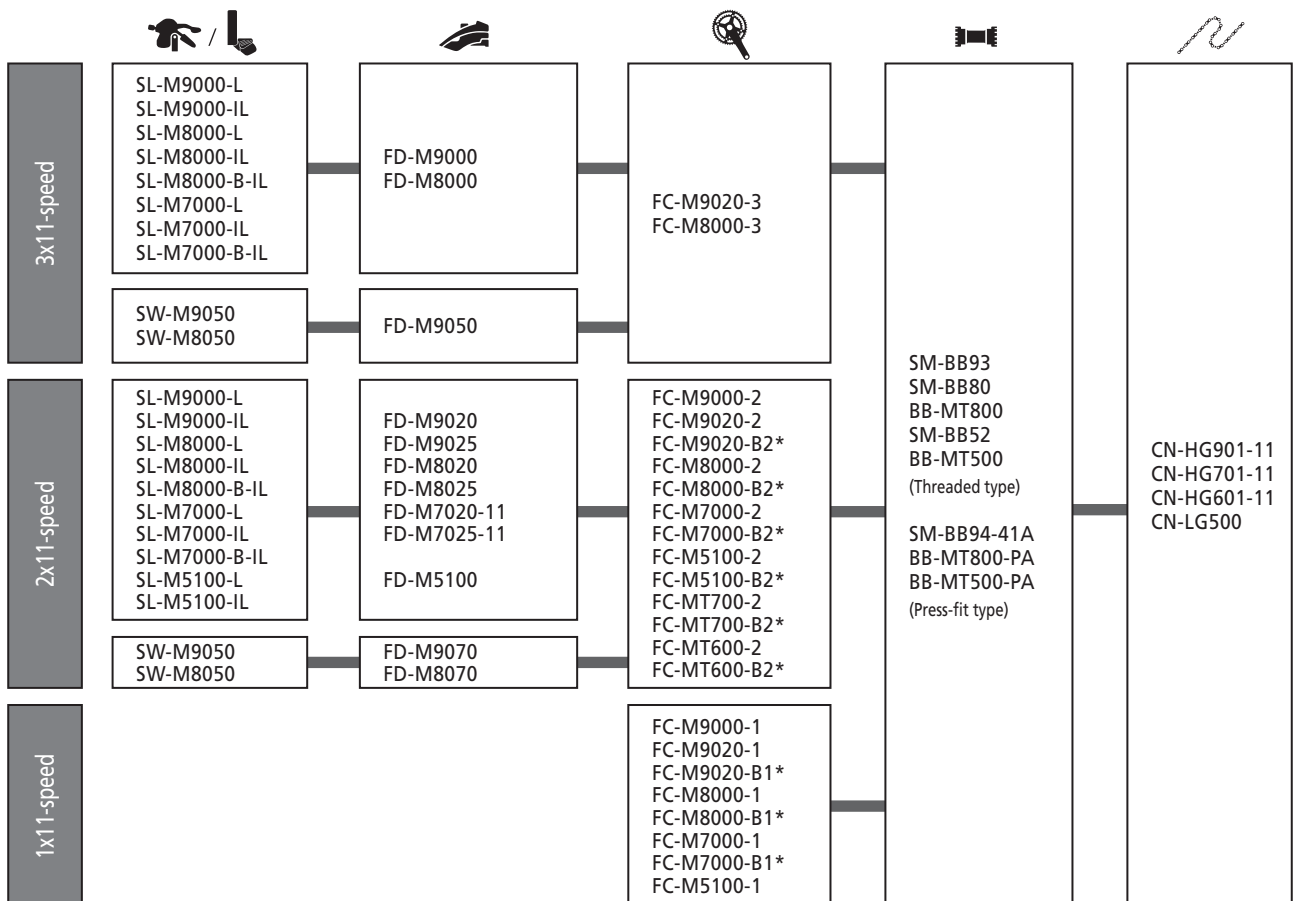 /
3x11-speed
SL-M9000-L
SL-M9000-IL
SL-M8000-L
SL-M8000-IL
SL-M8000-B-IL
SL-M7000-L
SL-M7000-IL
SL-M7000-B-IL
FD-M9000
FD-M8000
FC-M9020-3
FC-M8000-3
SW-M9050
SW-M8050
FD-M9050
2x11-speed
SL-M9000-L
SL-M9000-IL
SL-M8000-L
SL-M8000-IL
SL-M8000-B-IL
SL-M7000-L
SL-M7000-IL
SL-M7000-B-IL
SL-M5100-L
SL-M5100-IL
FD-M9020
FD-M9025
FD-M8020
FD-M8025
FD-M7020-11
FD-M7025-11
FD-M5100
FC-M9000-2
FC-M9020-2
FC-M9020-B2*
FC-M8000-2
FC-M8000-B2*
FC-M7000-2
FC-M7000-B2*
FC-M5100-2
FC-M5100-B2*
FC-MT700-2
FC-MT700-B2*
FC-MT600-2
FC-MT600-B2*
SW-M9050
SW-M8050
FD-M9070
FD-M8070
1x11-speed
FC-M9000-1
FC-M9020-1
FC-M9020-B1*
FC-M8000-1
FC-M8000-B1*
FC-M7000-1
FC-M7000-B1*
FC-M5100-1
SM-BB93
SM-BB80
BB-MT800
SM-BB52
BB-MT500
(Threaded type)
SM-BB94-41A
BB-MT800-PA
BB-MT500-PA
(Press-fit type)
CN-HG901-11
CN-HG701-11
CN-HG601-11
CN-LG500